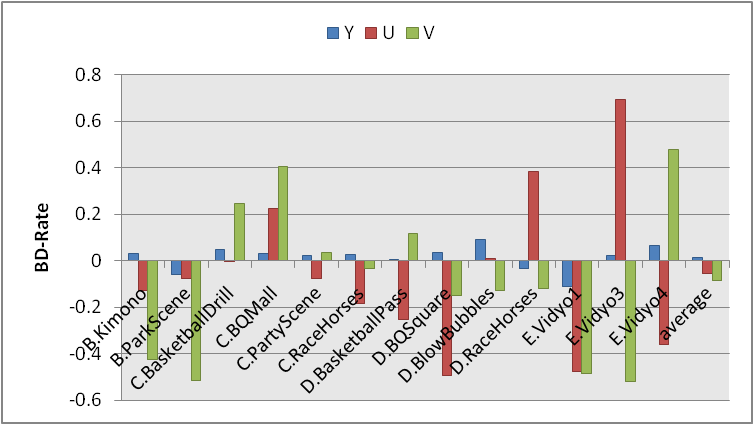 Y U V
BD-Rate
0.8
0.6
0.4
0.2
0
-0.2
-0.4
-0.6
B.Kimono
B.ParkScene
C.BasketballDrill
C.BQMall
C.PartyScene
C.RaceHorses
D.BasketballPass
D.BQSquare
D.BlowBubbles
D.RaceHorses
E.Vidyo1
E.Vidyo3
E.Vidyo4
average